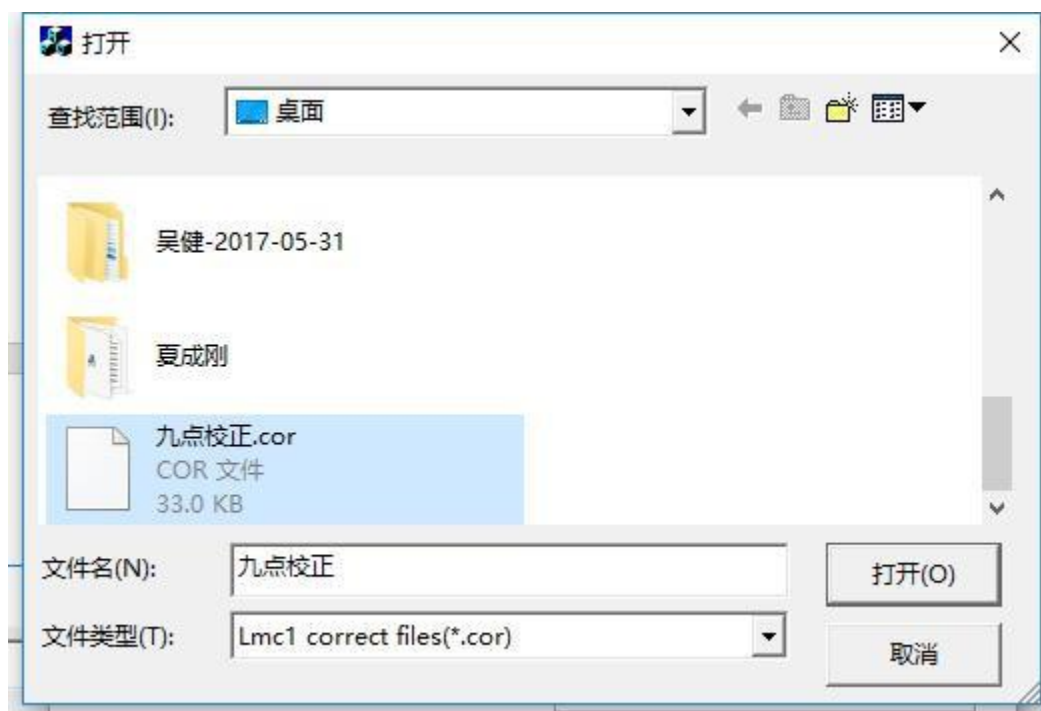 打开
查找范围(I):
桌面
吴健-2017-05-31
夏成刚
九点校正.cor
COR 文件
33.0 KB
文件名(N):
九点校正
打开(O)
文件类型(T):
Lmc1 correct files(*.cor)
取消